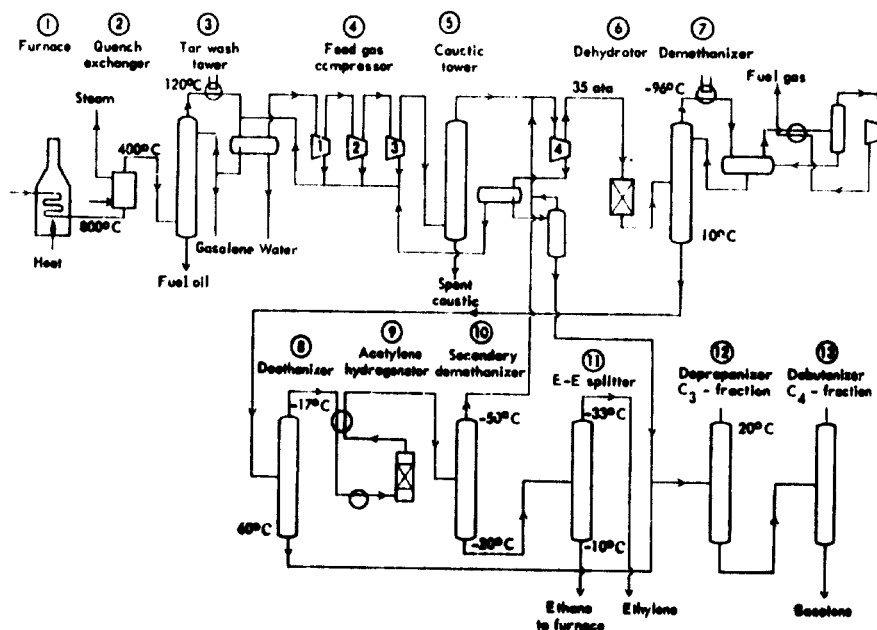 1
Furnace
2
Quench
exchanger
3
Tar wash
tower
4
Feed gas
compressor
5
Cauctic
tower
6
Dehydrator
7
Demethanizer
Fuel gas
Steam
120°C
400°C
800°C
Heat
Fuel oil
Gasolene Water
1
2
3
4
35 ata
-96°C
10°C
Spent
caustic
8
Deethanizer
-17°C
60°C
9
Acetylene
hydrogenator
10
Secondary
demethanizer
-53°C
-20°C
11
E-E splitter
-33°C
-10°C
Ethane
to furnace
Ethylene
12
Depropanizer
C3 - fraction
20°C
13
Debutanizer
C4 - fraction